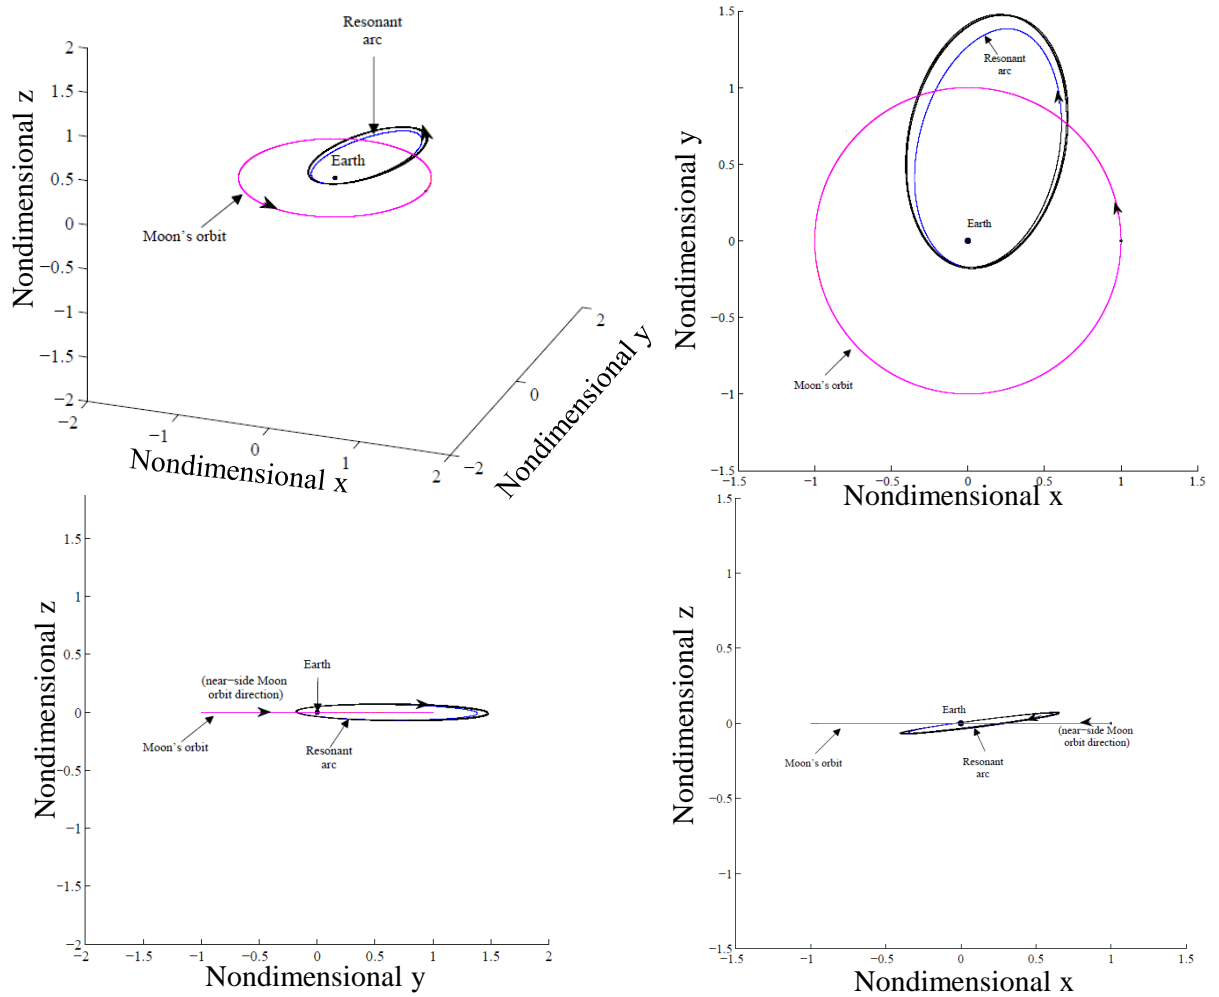 Resonant
arc
2
1.5
1
0.5
0
−0.5
−1
−1.5
−2
Nondimensional z
Earth
Moon's orbit
−2
−1
0
1
2
Nondimensional x
−2
0
2
Nondimensional y
1.5
1
0.5
0
−0.5
−1
−1.5
Nondimensional y
Resonant
arc
Earth
Moon's orbit
−1.5
−1
−0.5
0
0.5
1
1.5
Nondimensional x
1.5
1
0.5
0
−0.5
−1
−1.5
−2
Nondimensional z
Earth
(near−side Moon
orbit direction)
Moon's orbit
Resonant
arc
−2
−1.5
−1
−0.5
0
0.5
1
1.5
2
Nondimensional y
1.5
1
0.5
0
−0.5
−1
−1.5
Nondimensional z
Earth
(near−side Moon
orbit direction)
Moon's orbit
Resonant
arc
−1.5
−1
−0.5
0
0.5
1
1.5
Nondimensional x